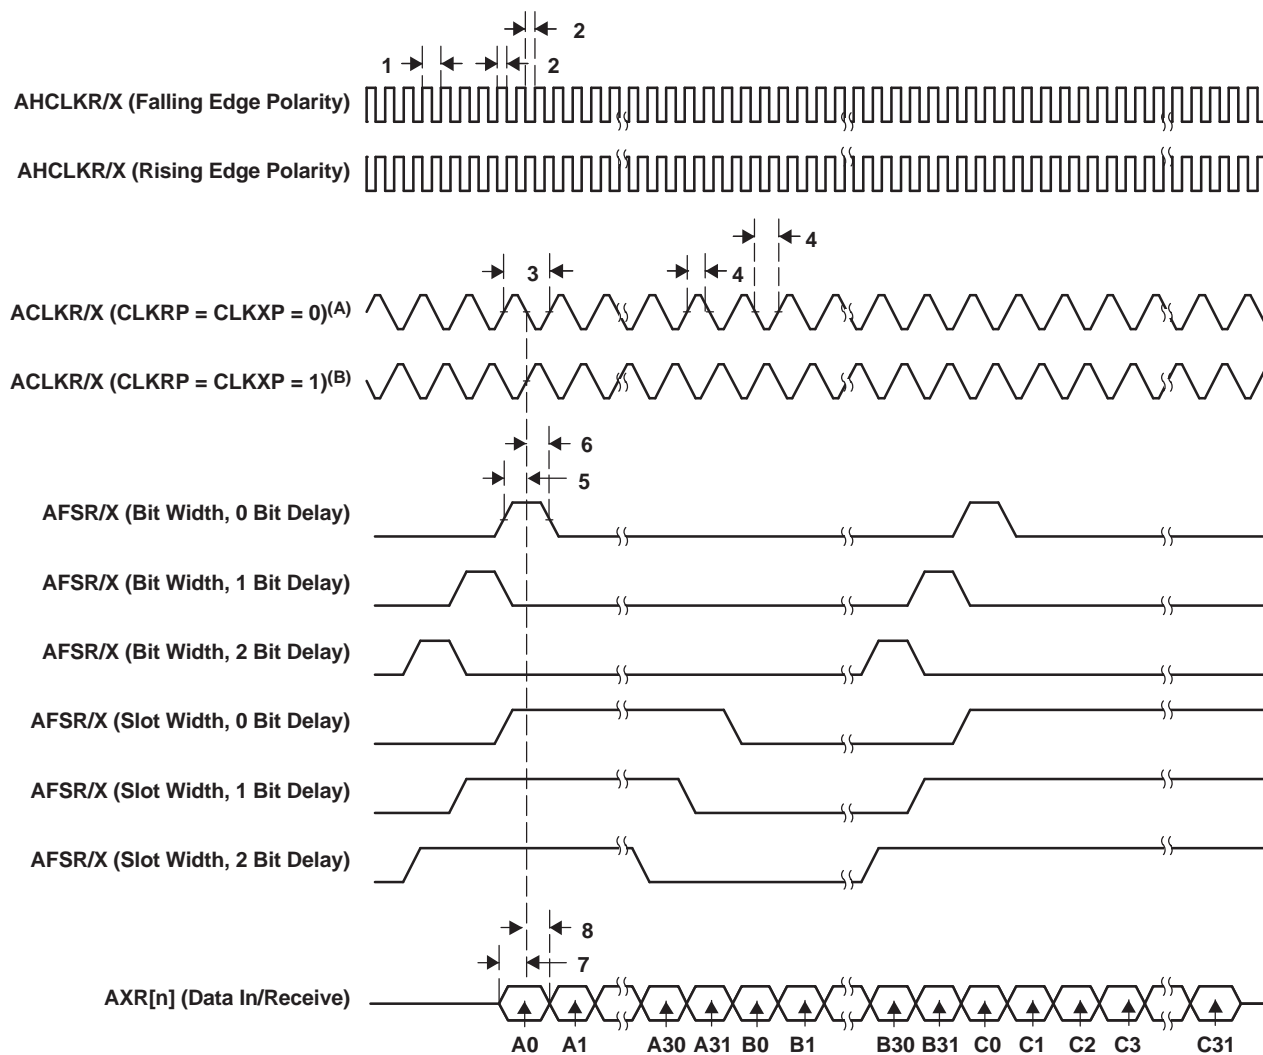 2
1
2
AHCLKR/X (Falling Edge Polarity)
AHCLKR/X (Rising Edge Polarity)
4
3
4
ACLKR/X (CLKRP = CLKXP = 0)(A)
ACLKR/X (CLKRP = CLKXP = 1)(B)
6
5
AFSR/X (Bit Width, 0 Bit Delay)
AFSR/X (Bit Width, 1 Bit Delay)
AFSR/X (Bit Width, 2 Bit Delay)
AFSR/X (Slot Width, 0 Bit Delay)
AFSR/X (Slot Width, 1 Bit Delay)
AFSR/X (Slot Width, 2 Bit Delay)
8
7
AXR[n] (Data In/Receive)
A0 A1 A30 A31 B0 B1 B30 B31 C0 C1 C2 C3 C31